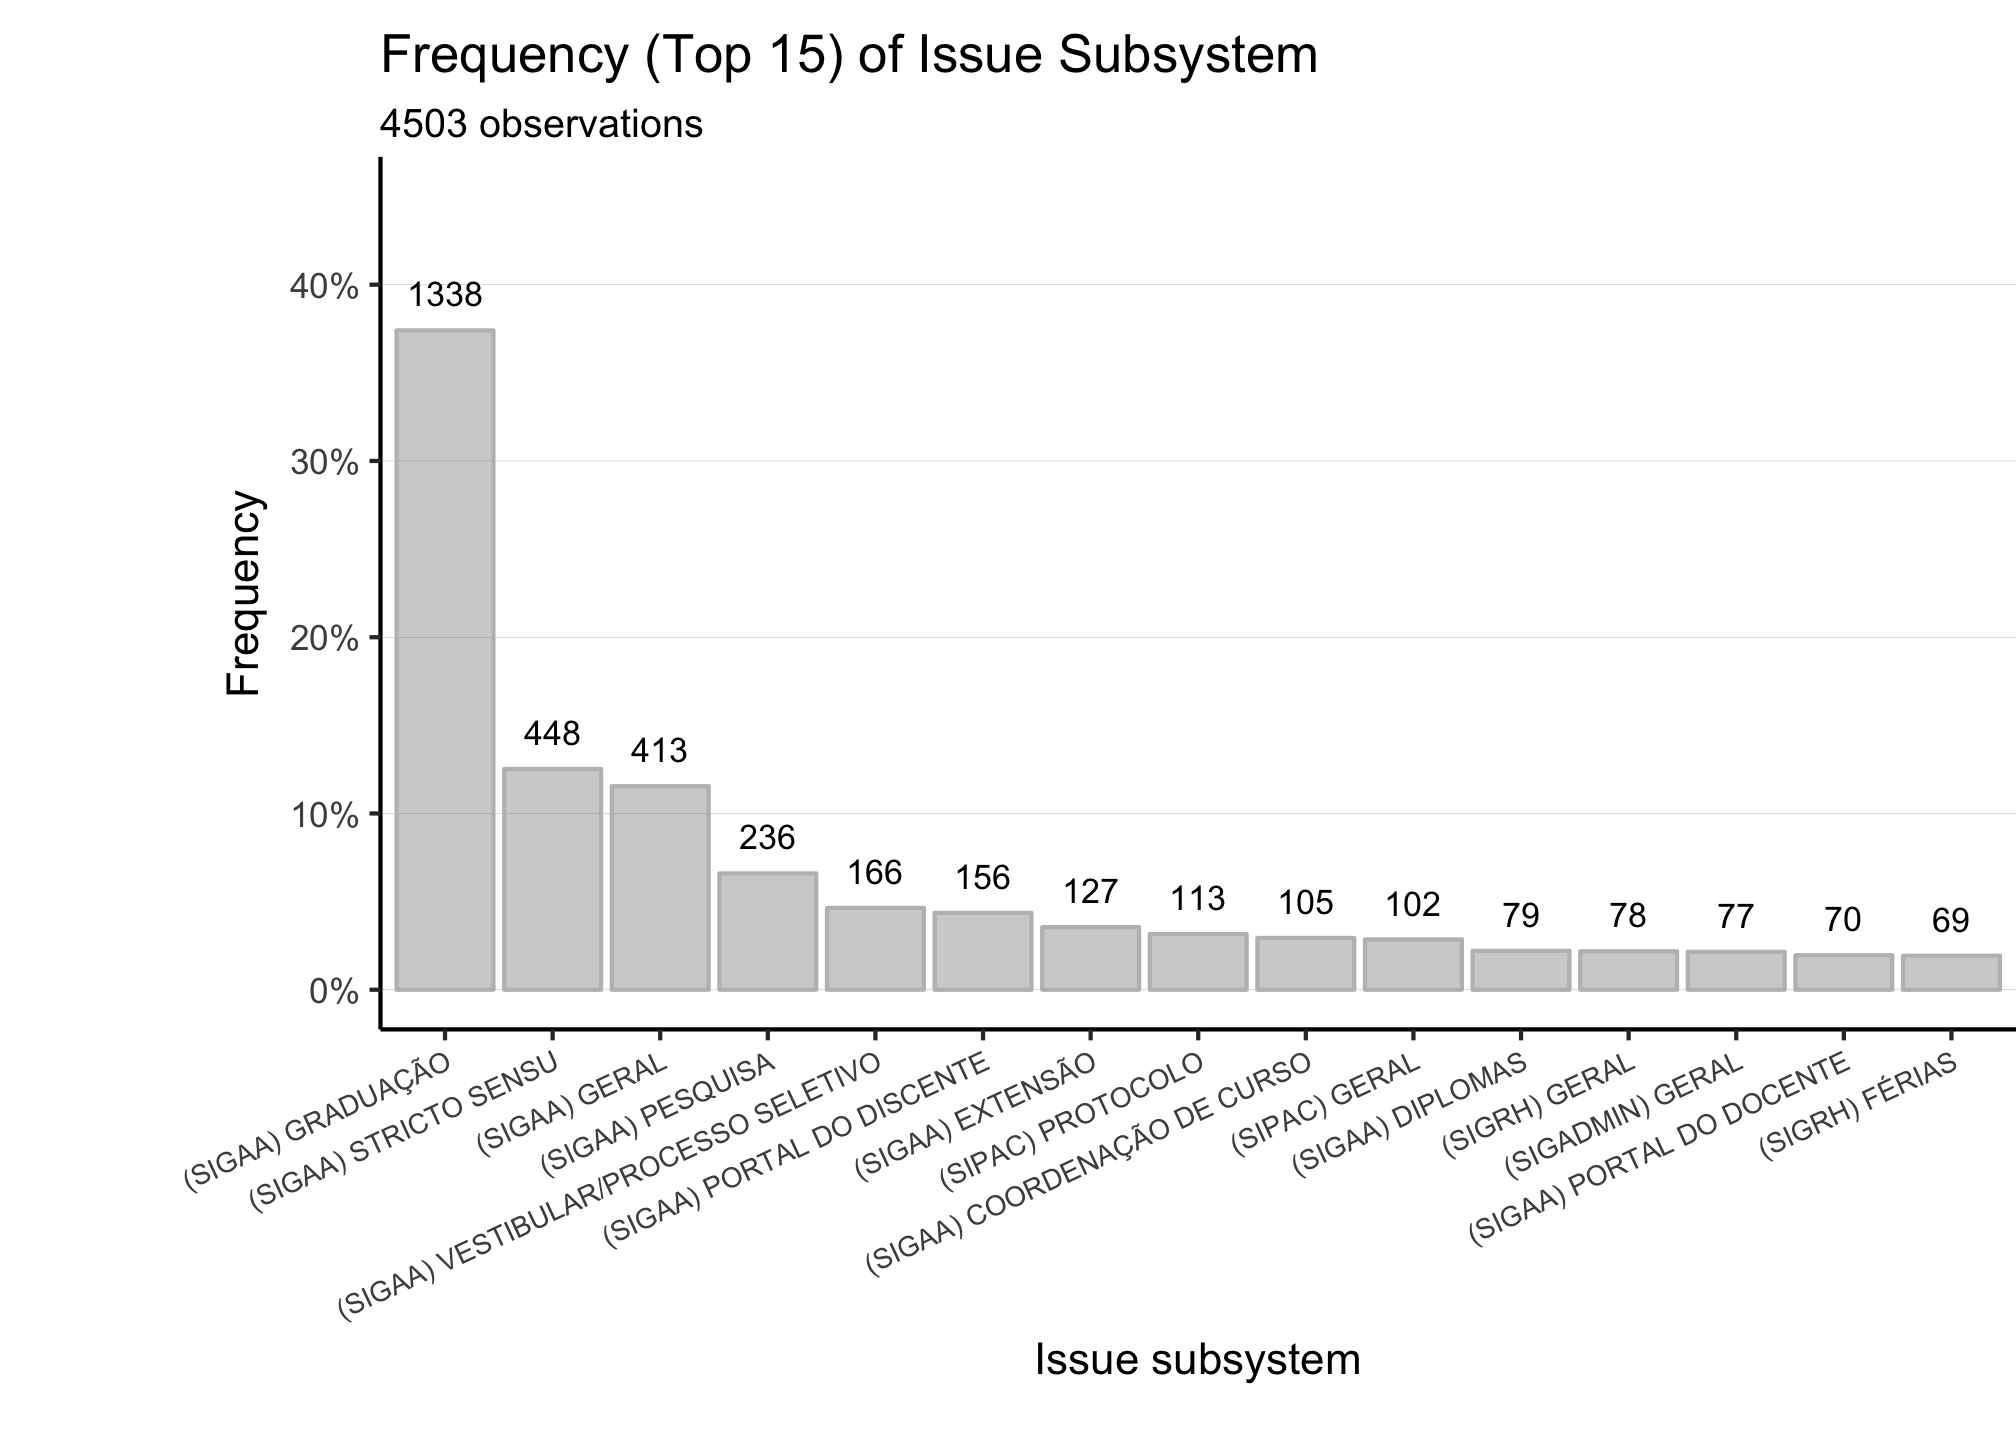 Frequency (Top 15) of Issue Subsystem
4503 observations
Frequency
40%
30%
20%
10%
0%
1338
448
413
236
166
156
127
113
105
102
79
78
77
70
69
(SIGAA) GRADUAÇÃO
(SIGAA) STRICTO SENSU
(SIGAA) GERAL
(SIGAA) PESQUISA
(SIGAA) VESTIBULAR/PROCESSO SELETIVO
(SIGAA) PORTAL DO DISCENTE
(SIGAA) EXTENSÃO
(SIPAC) PROTOCOLO
(SIGAA) COORDENAÇÃO DE CURSO
(SIPAC) GERAL
(SIGAA) DIPLOMAS
(SIGRH) GERAL
(SIGADMIN) GERAL
(SIGAA) PORTAL DO DOCENTE
(SIGRH) FÉRIAS
Issue subsystem